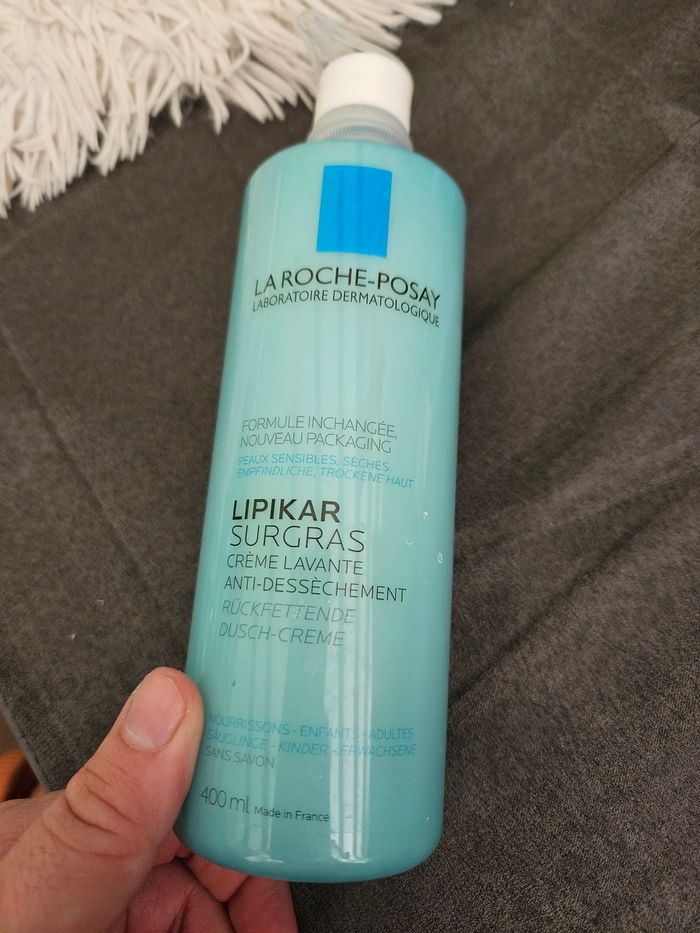 LA ROCHE-POSAY
LABORATOIRE DERMATOLOGIQUE
FORMULE INCHANGÉE,
NOUVEAU PACKAGING
PEAUX SENSIBLES, SÈCHES
EMPFINDLICHE, TROCKENE HAUT
LIPIKAR
SURGRAS
CRÈME LAVANTE
ANTI-DESSÈCHEMENT
RÜCKFETTENDE
DUSCH-CREME
NOURRISSONS - ENFANTS - ADULTES
SÄUGLINGE - KINDER - ERWACHSENE
SANS SAVON
400 ml Made in France